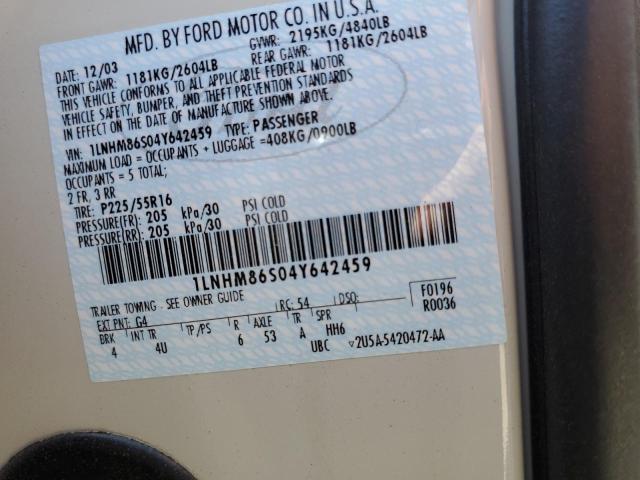 MFD. BY FORD MOTOR CO. IN U.S.A.
DATE: 12/03 GVWR: 2195KG/4840LB
FRONT GAWR: 1181KG/2604LB REAR GAWR: 1181KG/2604LB
THIS VEHICLE CONFORMS TO ALL APPLICABLE FEDERAL MOTOR
VEHICLE SAFETY, BUMPER, AND THEFT PREVENTION STANDARDS
IN EFFECT ON THE DATE OF MANUFACTURE SHOWN ABOVE.
VIN: 1LNHM86S04Y642459 TYPE: PASSENGER
MAXIMUM LOAD = OCCUPANTS + LUGGAGE =408KG/0900LB
OCCUPANTS = 5 TOTAL;
2 FR, 3 RR
TIRE: P225/55R16
PRESSURE(FR): 205 kPa/30 PSI COLD
PRESSURE(RR): 205 kPa/30 PSI COLD
1LNHM86S04Y642459
TRAILER TOWING - SEE OWNER GUIDE F0196
EXT PNT: G4 RC: 54 DSO: R0036
BRK INT TR TP/PS R AXLE TR SPR
4 4U 6 53 A HH6
UBC ▽2U5A-5420472-AA